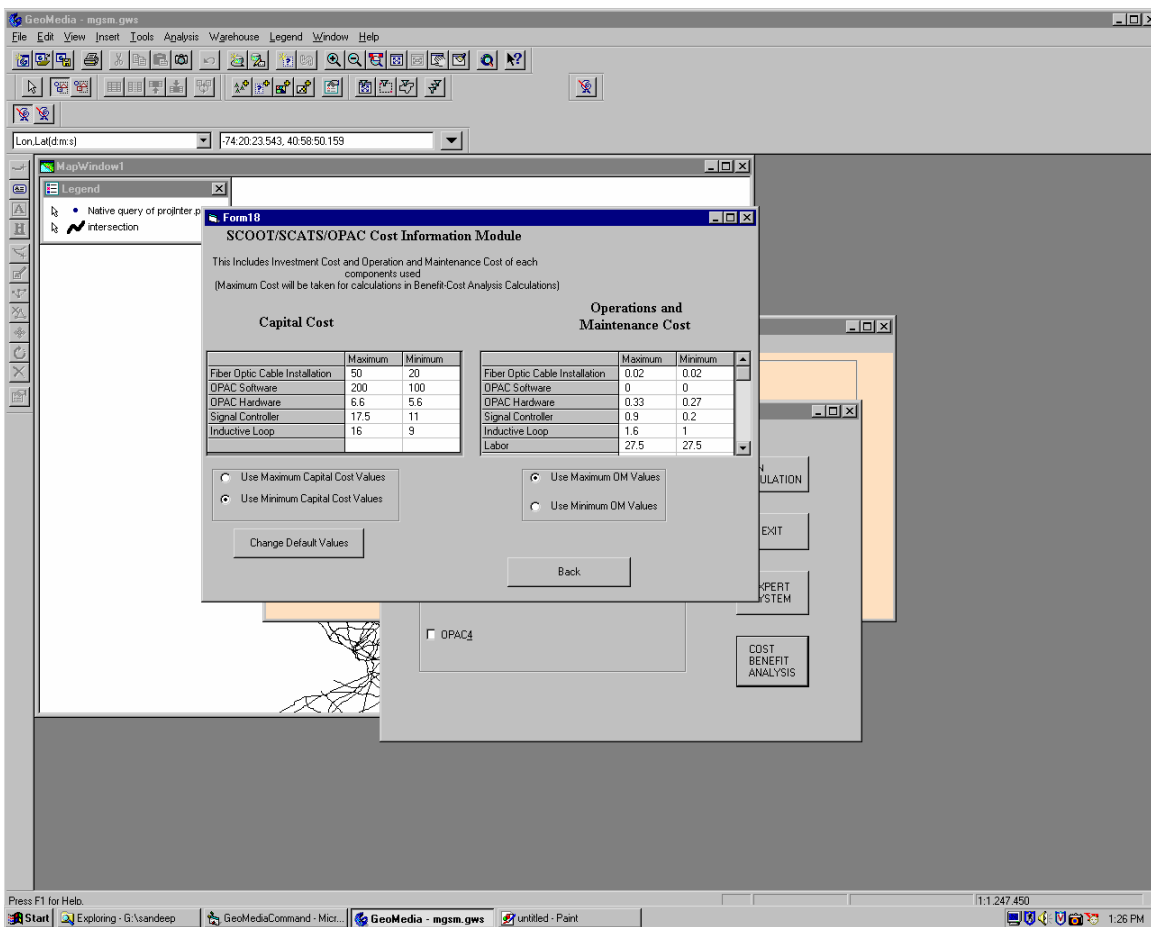 GeoMedia - mgsm.gws
File Edit View Insert Tools Analysis Warehouse Legend Window Help
Lon,Lat(d:m:s) -74:20:23.543, 40:58:50.159
MapWindow1
Legend
Native query of projInter.p
intersection
Form18
SCOOT/SCATS/OPAC Cost Information Module
This Includes Investment Cost and Operation and Maintenance Cost of each
components used
(Maximum Cost will be taken for calculations in Benefit-Cost Analysis Calculations)
Capital Cost
Maximum Minimum
Fiber Optic Cable Installation 50 20
OPAC Software 200 100
OPAC Hardware 6.6 5.6
Signal Controller 17.5 11
Inductive Loop 16 9
Operations and
Maintenance Cost
Maximum Minimum
Fiber Optic Cable Installation 0.02 0.02
OPAC Software 0 0
OPAC Hardware 0.33 0.27
Signal Controller 0.9 0.2
Inductive Loop 1.6 1
Labor 27.5 27.5
Use Maximum Capital Cost Values
Use Minimum Capital Cost Values
Use Maximum OM Values
Use Minimum OM Values
Change Default Values
Back
N
ULATION
EXIT
XPERT
YSTEM
OPAC4
COST
BENEFIT
ANALYSIS
Press F1 for Help.
1:1.247.450
Start Exploring - G:\sandeep GeoMediaCommand - Micr... GeoMedia - mgsm.gws untitled - Paint 1:26 PM